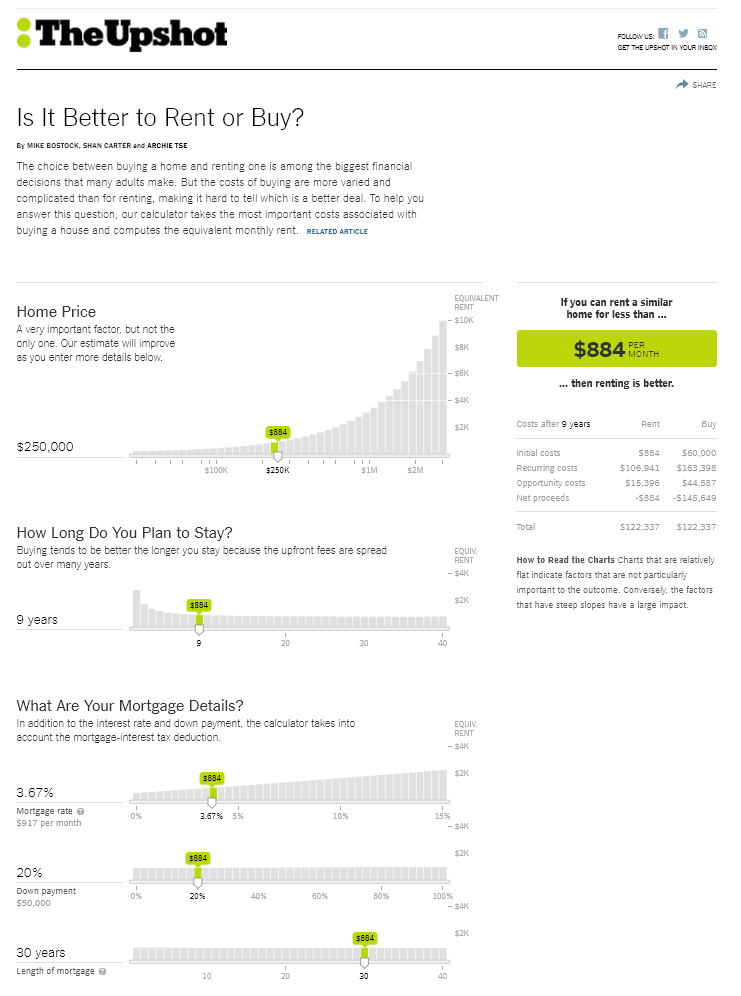 TheUpshot
FOLLOW US:
GET THE UPSHOT IN YOUR INBOX
SHARE
Is It Better to Rent or Buy?
By MIKE BOSTOCK, SHAN CARTER and ARCHIE TSE
The choice between buying a home and renting one is among the biggest financial
decisions that many adults make. But the costs of buying are more varied and
complicated than for renting, making it hard to tell which is a better deal. To help you
answer this question, our calculator takes the most important costs associated with
buying a house and computes the equivalent monthly rent. RELATED ARTICLE
Home Price
A very important factor, but not the
only one. Our estimate will improve
as you enter more details below.
$250,000
EQUIVALENT
RENT
$10K
$8K
$6K
$4K
$2K
$884
$100K $250K $1M $2M
If you can rent a similar
home for less than ...
$884 PER
MONTH
... then renting is better.
Costs after 9 years Rent Buy
Initial costs $884 $60,000
Recurring costs $106,941 $163,398
Opportunity costs $15,396 $44,587
Net proceeds -$884 -$145,649
Total $122,337 $122,337
How to Read the Charts Charts that are relatively
flat indicate factors that are not particularly
important to the outcome. Conversely, the factors
that have steep slopes have a large impact.
How Long Do You Plan to Stay?
Buying tends to be better the longer you stay because the upfront fees are spread
out over many years.
EQUIV.
RENT
$4K
$2K
$884
9 years
9 20 30 40
What Are Your Mortgage Details?
In addition to the interest rate and down payment, the calculator takes into
account the mortgage-interest tax deduction.
EQUIV.
RENT
$4K
$2K
$884
3.67%
Mortgage rate ?
$917 per month
0% 3.67% 5% 10% 15%
$4K
$2K
$884
20%
Down payment
$50,000
0% 20% 40% 60% 80% 100%
$4K
$2K
$884
30 years
Length of mortgage ?
10 20 30 40